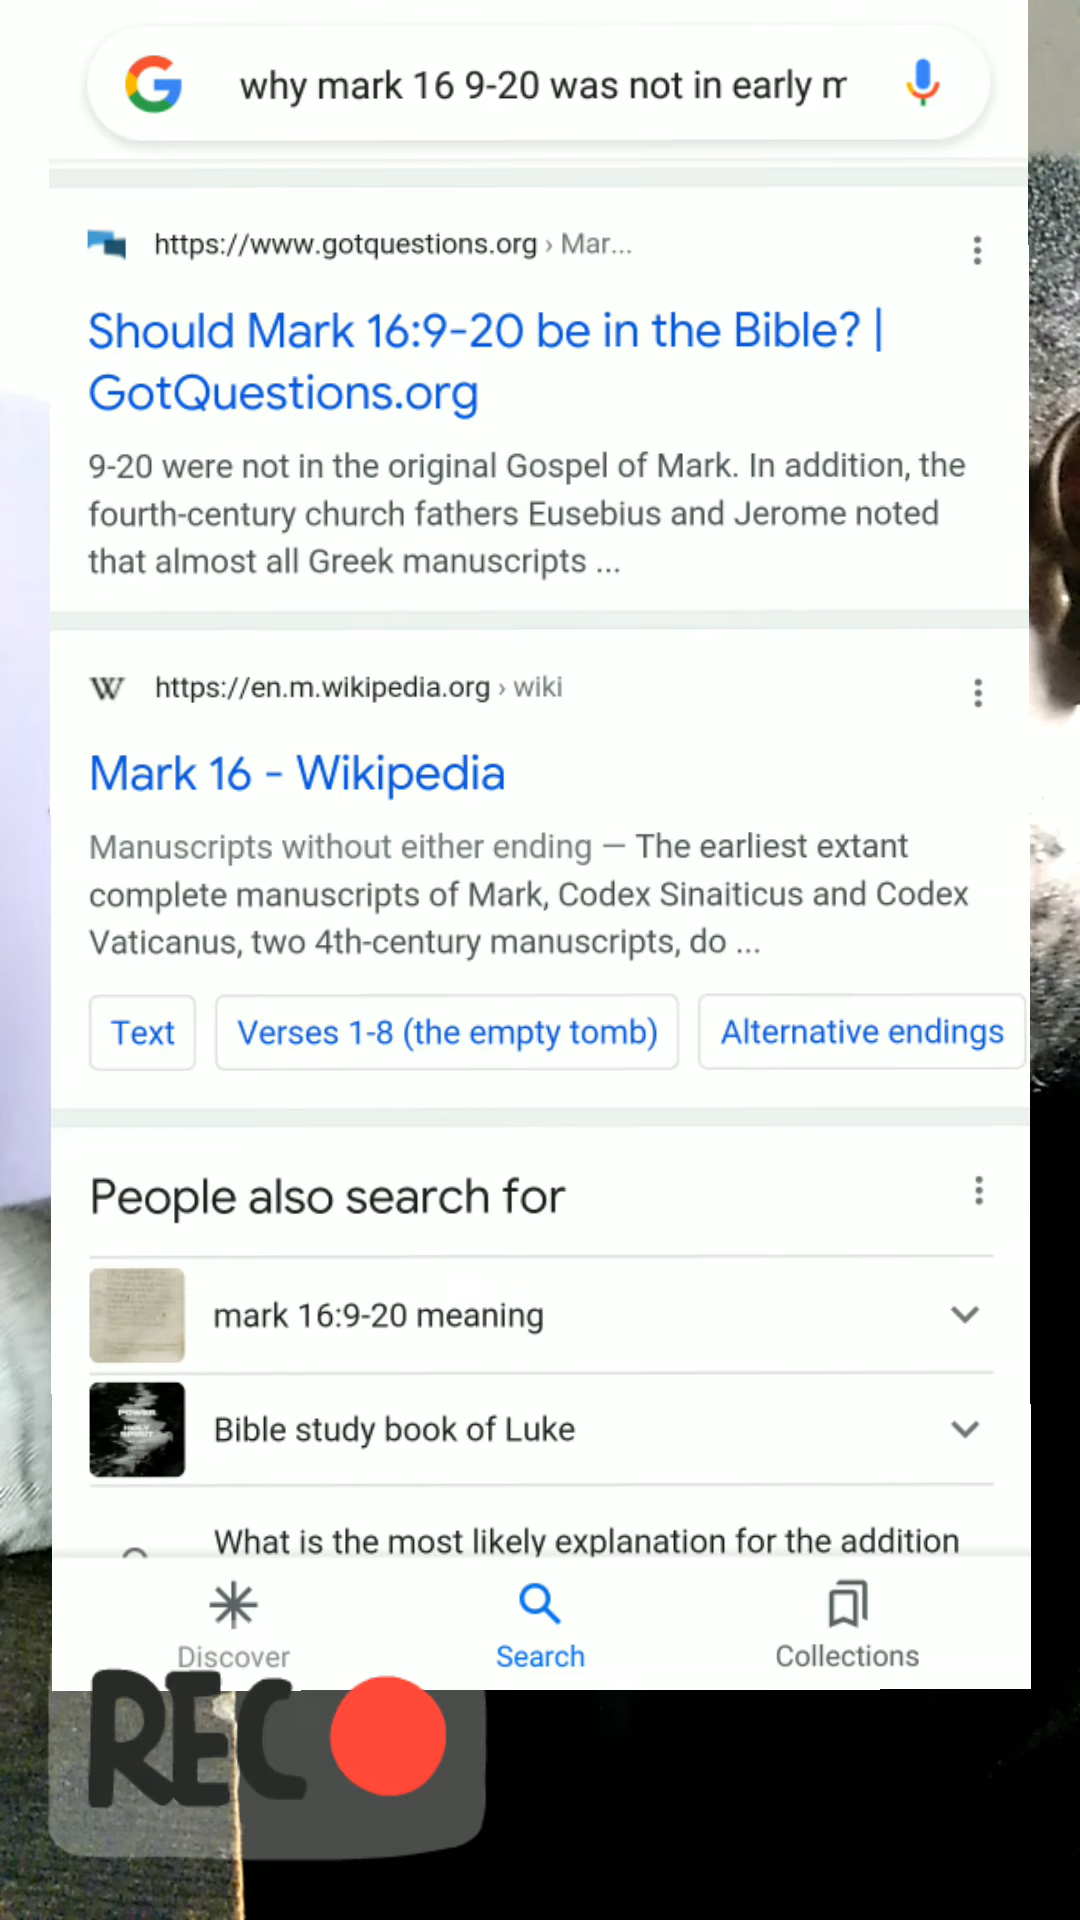 why mark 16 9-20 was not in early m
https://www.gotquestions.org › Mar...
Should Mark 16:9-20 be in the Bible? |
GotQuestions.org
9-20 were not in the original Gospel of Mark. In addition, the
fourth-century church fathers Eusebius and Jerome noted
that almost all Greek manuscripts ...
W https://en.m.wikipedia.org › wiki
Mark 16 - Wikipedia
Manuscripts without either ending — The earliest extant
complete manuscripts of Mark, Codex Sinaiticus and Codex
Vaticanus, two 4th-century manuscripts, do ...
Text Verses 1-8 (the empty tomb) Alternative endings
People also search for
mark 16:9-20 meaning
POWER
HOLY
SPIRIT
Bible study book of Luke
What is the most likely explanation for the addition
Discover Search Collections
REC